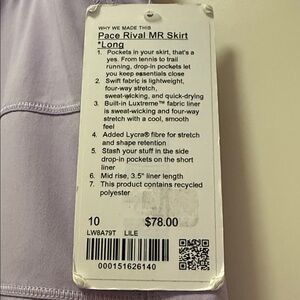 WHY WE MADE THIS
Pace Rival MR Skirt
*Long
1. Pockets in your skirt, that's a
yes. From tennis to trail
running, drop-in pockets let
you keep essentials close
2. Swift fabric is lightweight,
four-way stretch,
sweat-wicking, and quick-drying
3. Built-in Luxtreme™ fabric liner
is sweat-wicking and four-way
stretch with a cool, smooth
feel
4. Added Lycra® fibre for stretch
and shape retention
5. Stash your stuff in the side
drop-in pockets on the short
liner
6. Mid rise, 3.5" liner length
7. This product contains recycled
polyester
10 $78.00
LW8A79T LILE
000151626140